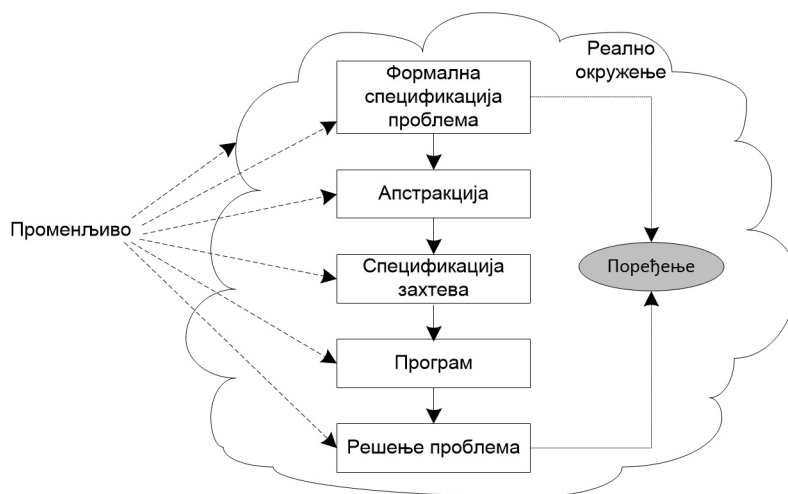 Реално
окружење
Формална
спецификација
проблема
Апстракција
Променљиво
Спецификација
захтева
Поређење
Програм
Решење проблема